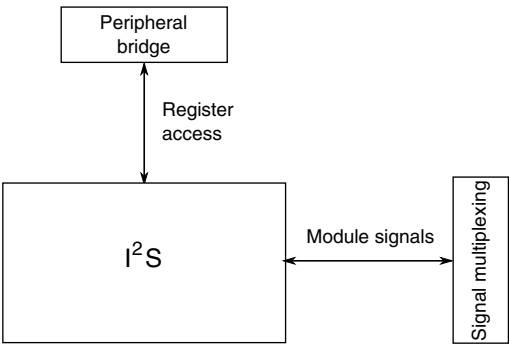 Peripheral
bridge
Register
access
I²S
Module signals
Signal multiplexing